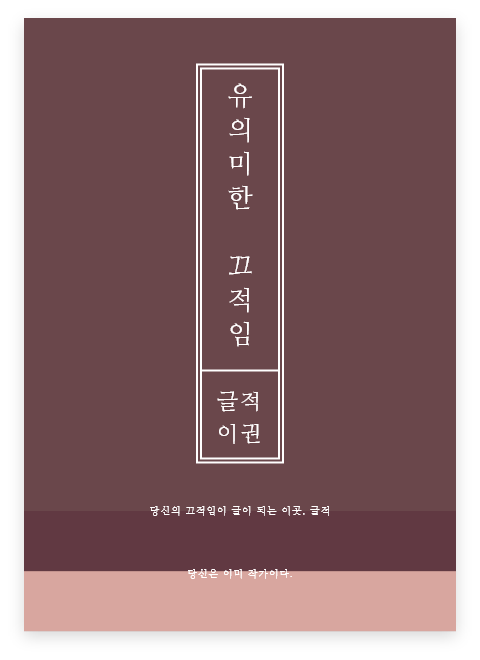 유의미한 끄적임
글적
이권
당신의 끄적임이 글이 되는 이곳. 글적
당신은 이미 작가이다.